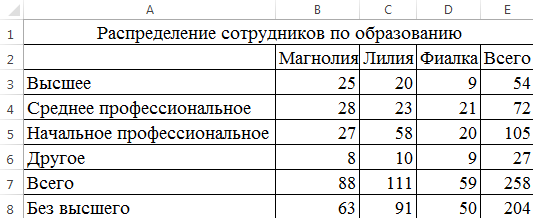 A B C D E
1 Распределение сотрудников по образованию
2 Магнолия Лилия Фиалка Всего
3 Высшее 25 20 9 54
4 Среднее профессиональное 28 23 21 72
5 Начальное профессиональное 27 58 20 105
6 Другое 8 10 9 27
7 Всего 88 111 59 258
8 Без высшего 63 91 50 204